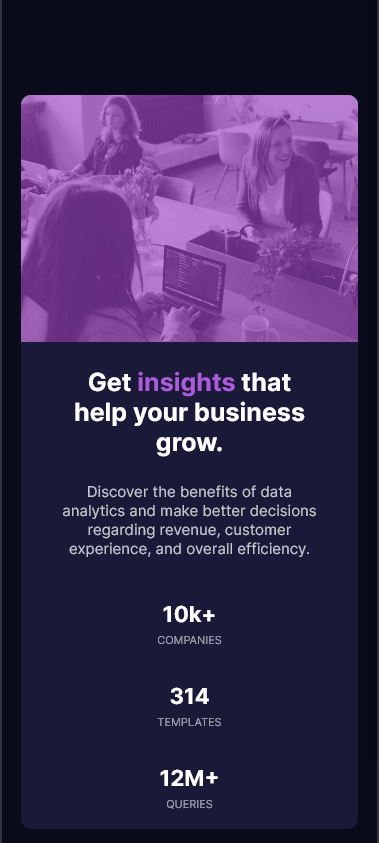 Get insights that
help your business
grow.
Discover the benefits of data
analytics and make better decisions
regarding revenue, customer
experience, and overall efficiency.
10k+
COMPANIES
314
TEMPLATES
12M+
QUERIES